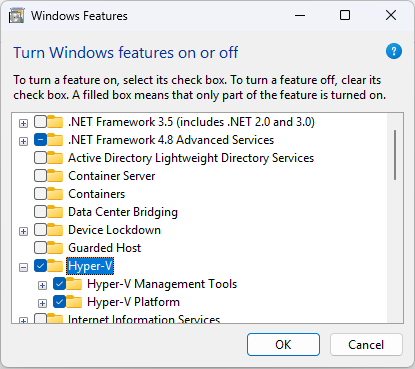 Windows Features
Turn Windows features on or off
?
To turn a feature on, select its check box. To turn a feature off, clear its
check box. A filled box means that only part of the feature is turned on.
.NET Framework 3.5 (includes .NET 2.0 and 3.0)
.NET Framework 4.8 Advanced Services
Active Directory Lightweight Directory Services
Container Server
Containers
Data Center Bridging
Device Lockdown
Guarded Host
Hyper-V
Hyper-V Management Tools
Hyper-V Platform
Internet Information Services
OK
Cancel